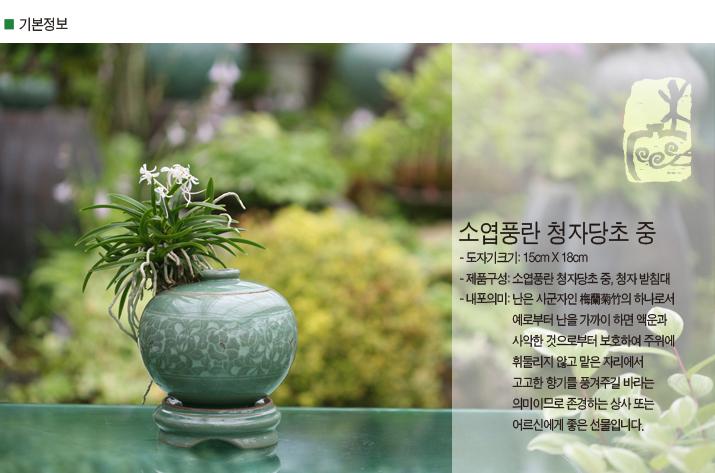 기본정보
소엽풍란 청자당초 중
- 도자기크기: 15cm X 18cm
- 제품구성: 소엽풍란 청자당초 중, 청자 받침대
- 내포의미: 난은 사군자인 梅蘭菊竹의 하나로서
예로부터 난을 가까이 하면 액운과
사악한 것으로부터 보호하여 주위에
휘둘리지 않고 맡은 자리에서
고고한 향기를 풍겨주길 바라는
의미이므로 존경하는 상사 또는
어르신에게 좋은 선물입니다.